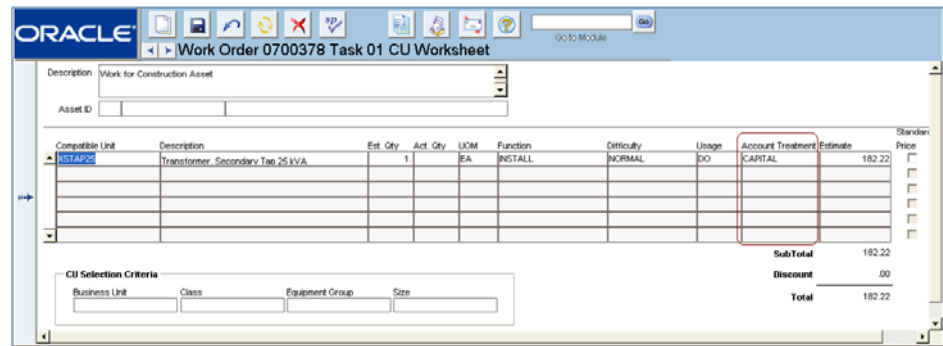 ORACLE
SP
Go
Go to Module
Work Order 0700378 Task 01 CU Worksheet
Description Work for Construction Asset
Asset ID
Compatible Unit Description Est. Qty Act. Qty UOM Function Difficulty Usage Account Treatment Estimate Standard Price
XSTAP25 Transformer, Secondary Tap 25 kVA 1. EA INSTALL NORMAL DO CAPITAL 182.22
SubTotal 182.22
CU Selection Criteria
Discount .00
Business Unit Class Equipment Group Size
Total 182.22